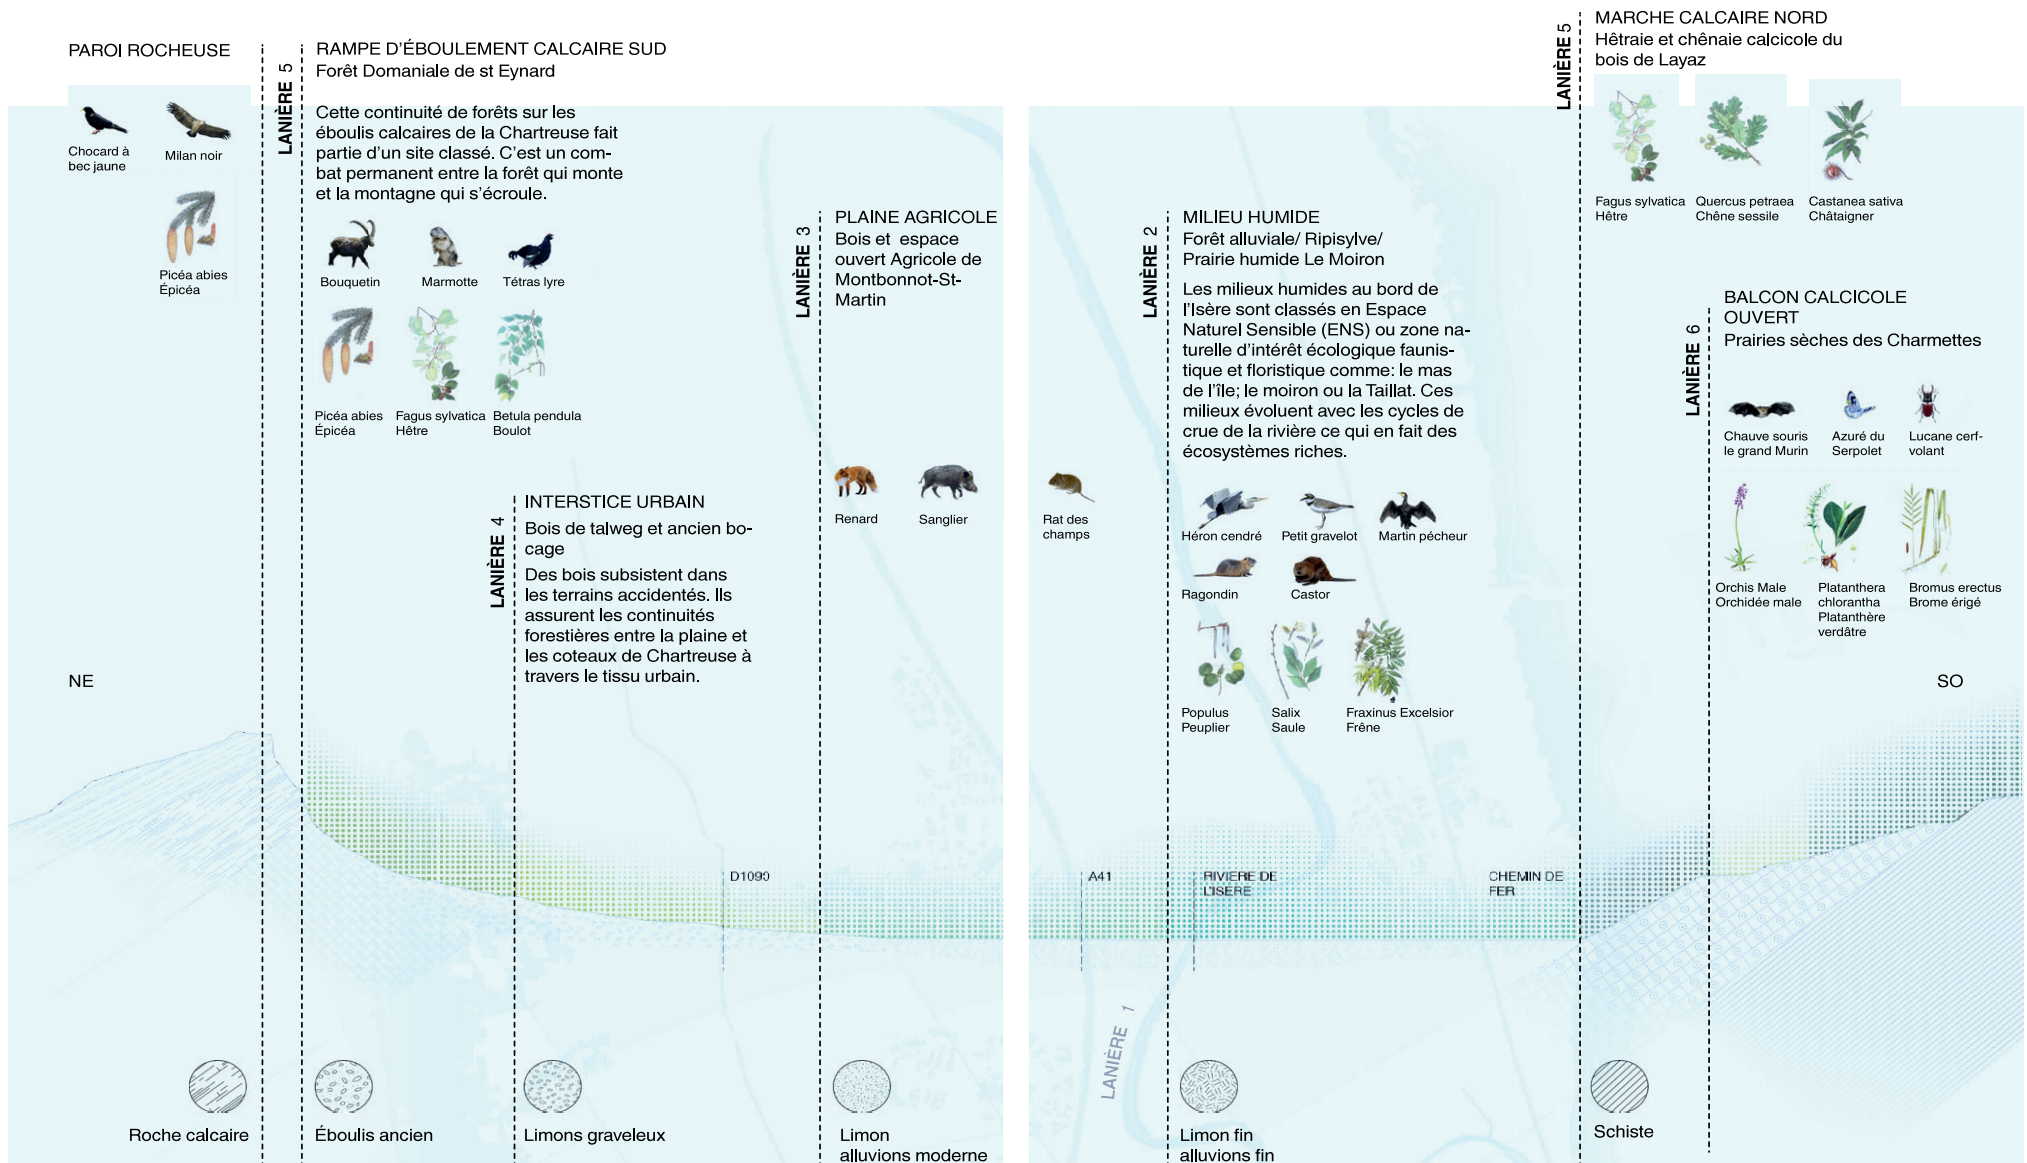 PAROI ROCHEUSE
Chocard à
bec jaune
Milan noir
Picéa abies
Épicéa
NE
LANIÈRE 5
RAMPE D'ÉBOULEMENT CALCAIRE SUD
Forêt Domaniale de st Eynard
Cette continuité de forêts sur les
éboulis calcaires de la Chartreuse fait
partie d'un site classé. C'est un com-
bat permanent entre la forêt qui monte
et la montagne qui s'écroule.
Bouquetin
Marmotte
Tétras lyre
Picéa abies
Épicéa
Fagus sylvatica
Hêtre
Betula pendula
Boulot
LANIÈRE 4
INTERSTICE URBAIN
Bois de talweg et ancien bo-
cage
Des bois subsistent dans
les terrains accidentés. Ils
assurent les continuités
forestières entre la plaine et
les coteaux de Chartreuse à
travers le tissu urbain.
LANIÈRE 3
PLAINE AGRICOLE
Bois et espace
ouvert Agricole de
Montbonnot-St-
Martin
Renard
Sanglier
Rat des
champs
LANIÈRE 2
MILIEU HUMIDE
Forêt alluviale/ Ripisylve/
Prairie humide Le Moiron
Les milieux humides au bord de
l'Isère sont classés en Espace
Naturel Sensible (ENS) ou zone na-
turelle d'intérêt écologique faunis-
tique et floristique comme: le mas
de l'île; le moiron ou la Taillat. Ces
milieux évoluent avec les cycles de
crue de la rivière ce qui en fait des
écosystèmes riches.
Héron cendré
Petit gravelot
Martin pécheur
Ragondin
Castor
Populus
Peuplier
Salix
Saule
Fraxinus Excelsior
Frêne
LANIÈRE 5
MARCHE CALCAIRE NORD
Hêtraie et chênaie calcicole du
bois de Layaz
Fagus sylvatica
Hêtre
Quercus petraea
Chêne sessile
Castanea sativa
Châtaigner
LANIÈRE 6
BALCON CALCICOLE
OUVERT
Prairies sèches des Charmettes
Chauve souris
le grand Murin
Azuré du
Serpolet
Lucane cerf-
volant
Orchis Male
Orchidée male
Platanthera
chlorantha
Platanthère
verdâtre
Bromus erectus
Brome érigé
SO
D1090
A41
RIVIERE DE
L'ISERE
CHEMIN DE
FER
LANIÈRE 1
Roche calcaire
Éboulis ancien
Limons graveleux
Limon
alluvions moderne
Limon fin
alluvions fin
Schiste